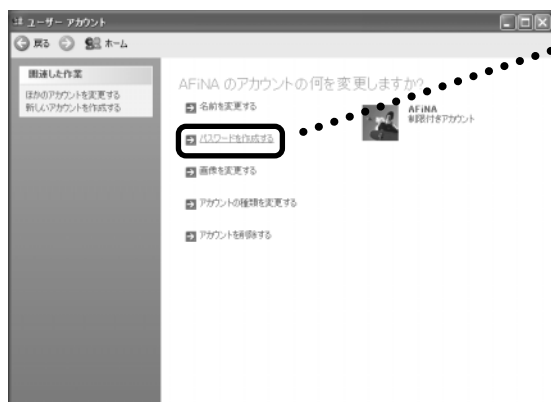 ユーザー アカウント
戻る
ホーム
関連した作業
ほかのアカウントを変更する
新しいアカウントを作成する
AFiNA のアカウントの何を変更しますか?
名前を変更する
AFiNA
制限付きアカウント
パスワードを作成する
画像を変更する
アカウントの種類を変更する
アカウントを削除する